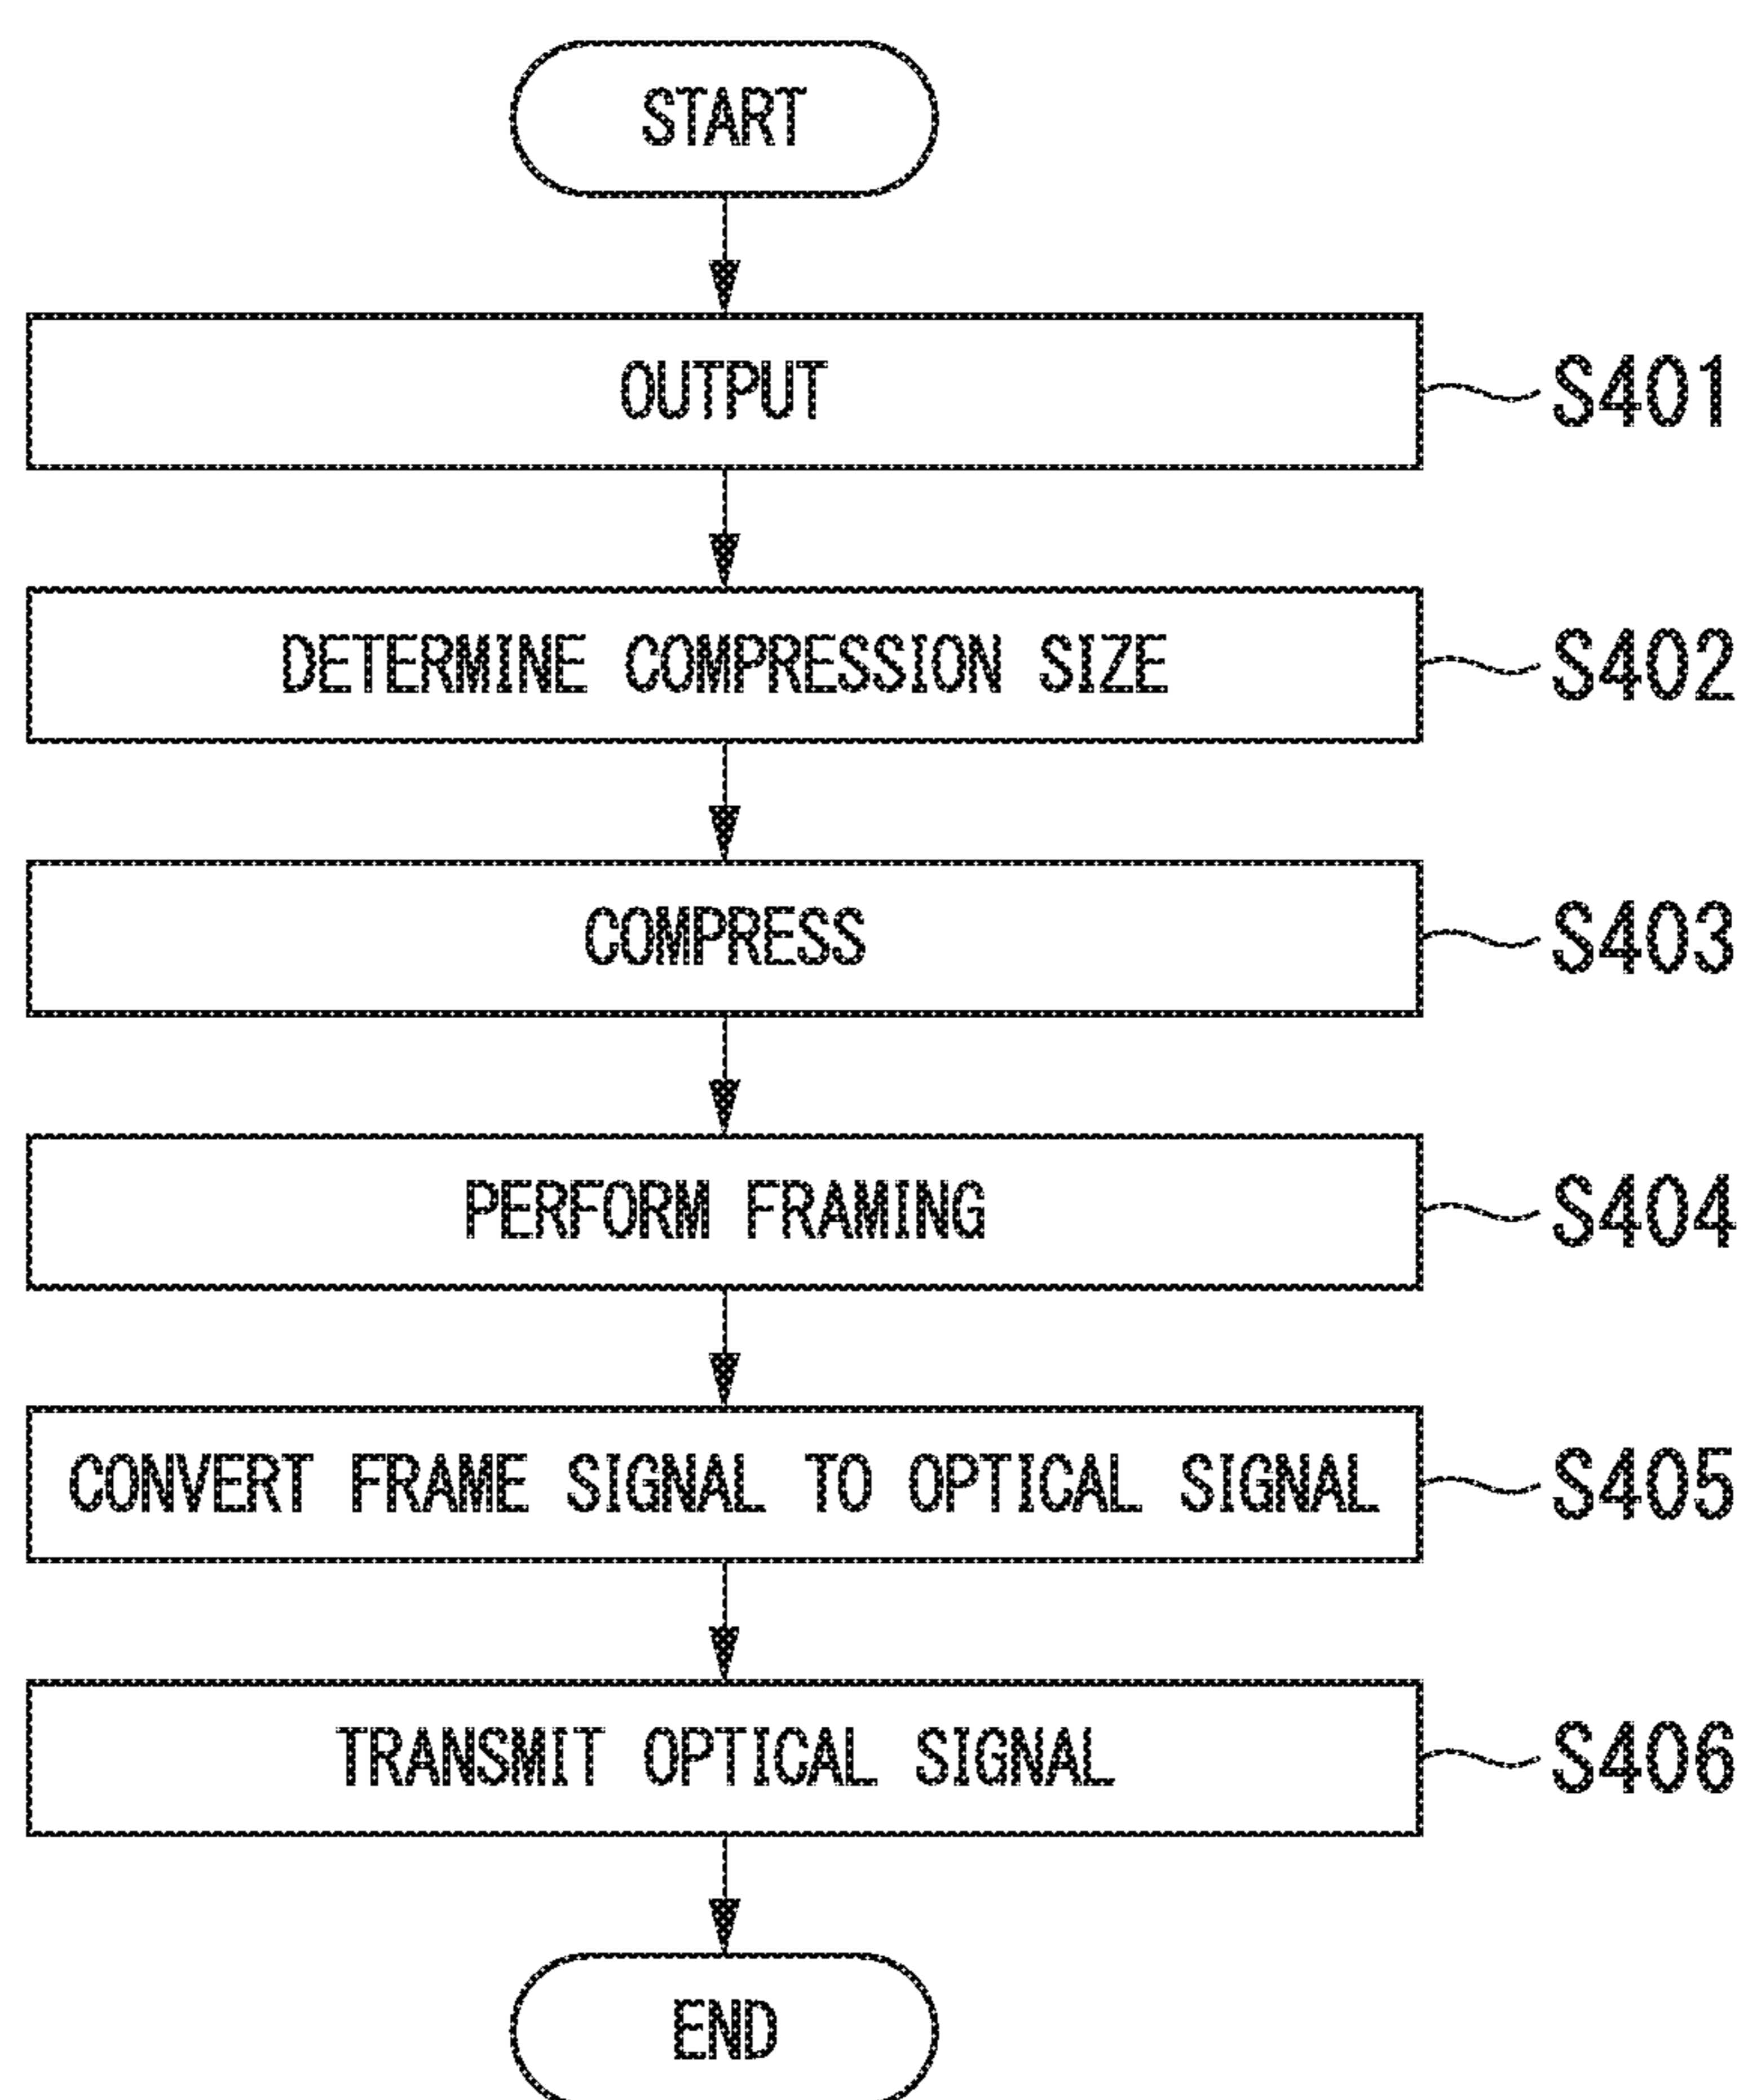 START
OUTPUT S401
DETERMINE COMPRESSION SIZE S402
COMPRESS S403
PERFORM FRAMING S404
CONVERT FRAME SIGNAL TO OPTICAL SIGNAL S405
TRANSMIT OPTICAL SIGNAL S406
END